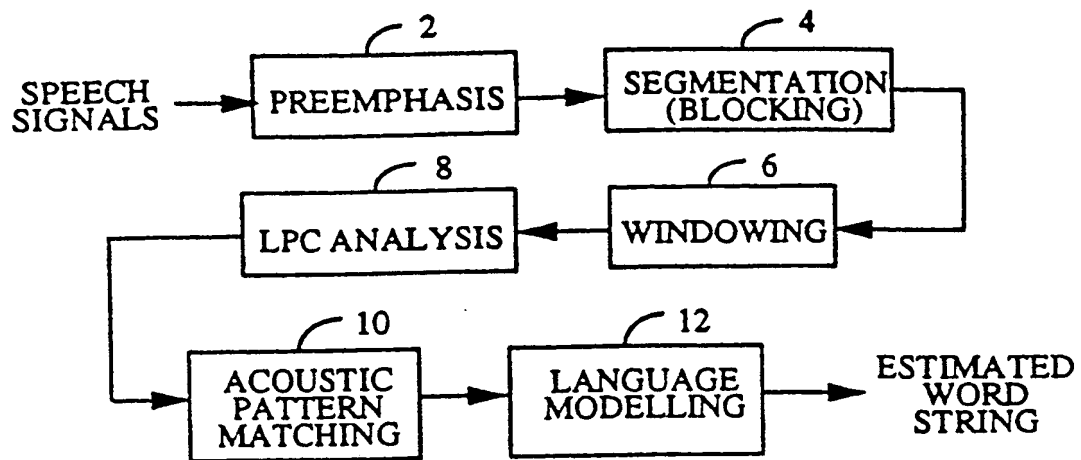 2
4
SPEECH
SIGNALS
PREEMPHASIS
SEGMENTATION
(BLOCKING)
8
6
LPC ANALYSIS
WINDOWING
10
12
ACOUSTIC
PATTERN
MATCHING
LANGUAGE
MODELLING
ESTIMATED
WORD
STRING